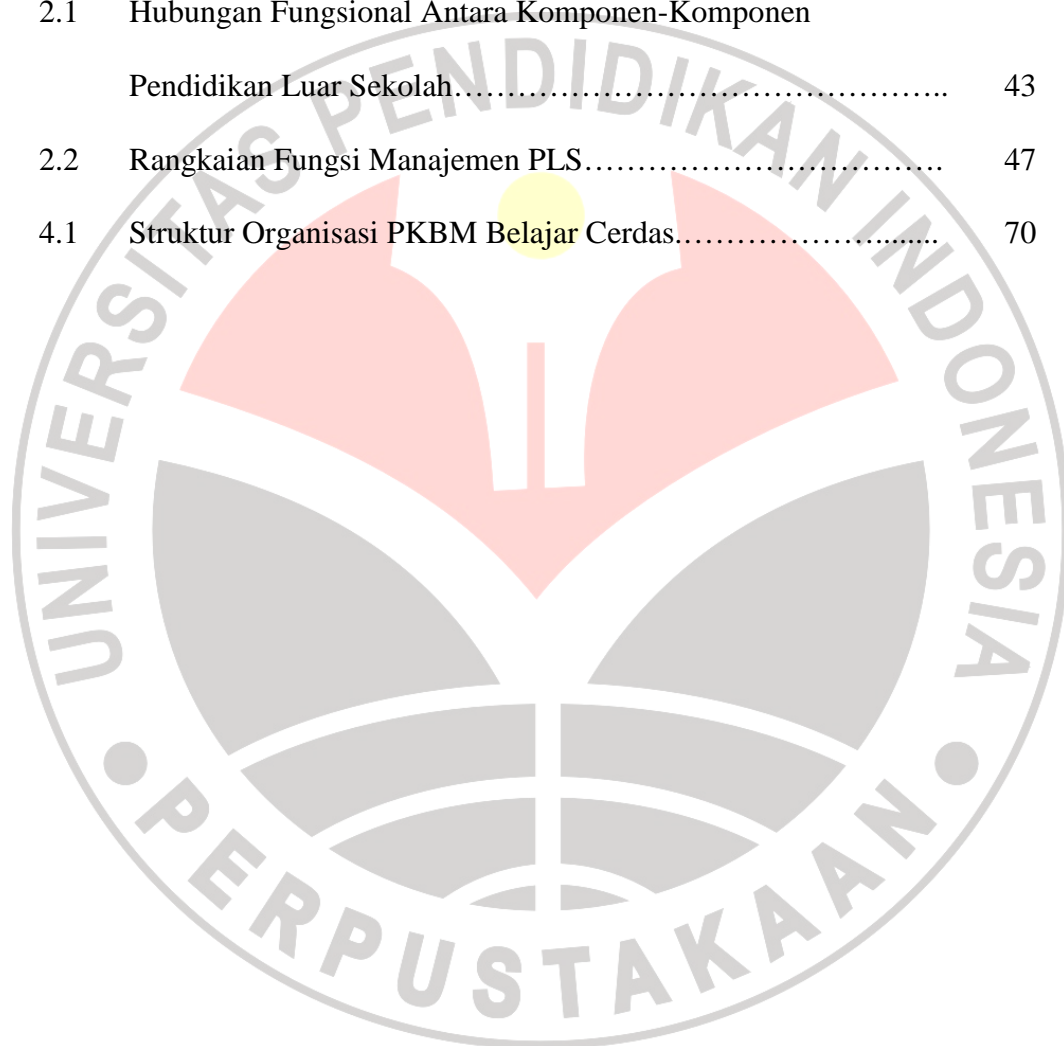 2.1 Hubungan Fungsional Antara Komponen-Komponen
Pendidikan Luar Sekolah……………………………………….. 43
2.2 Rangkaian Fungsi Manajemen PLS……………………………. 47
4.1 Struktur Organisasi PKBM Belajar Cerdas.………………........ 70
UNIVERSITAS PENDIDIKAN INDONESIA
PERPUSTAKAAN